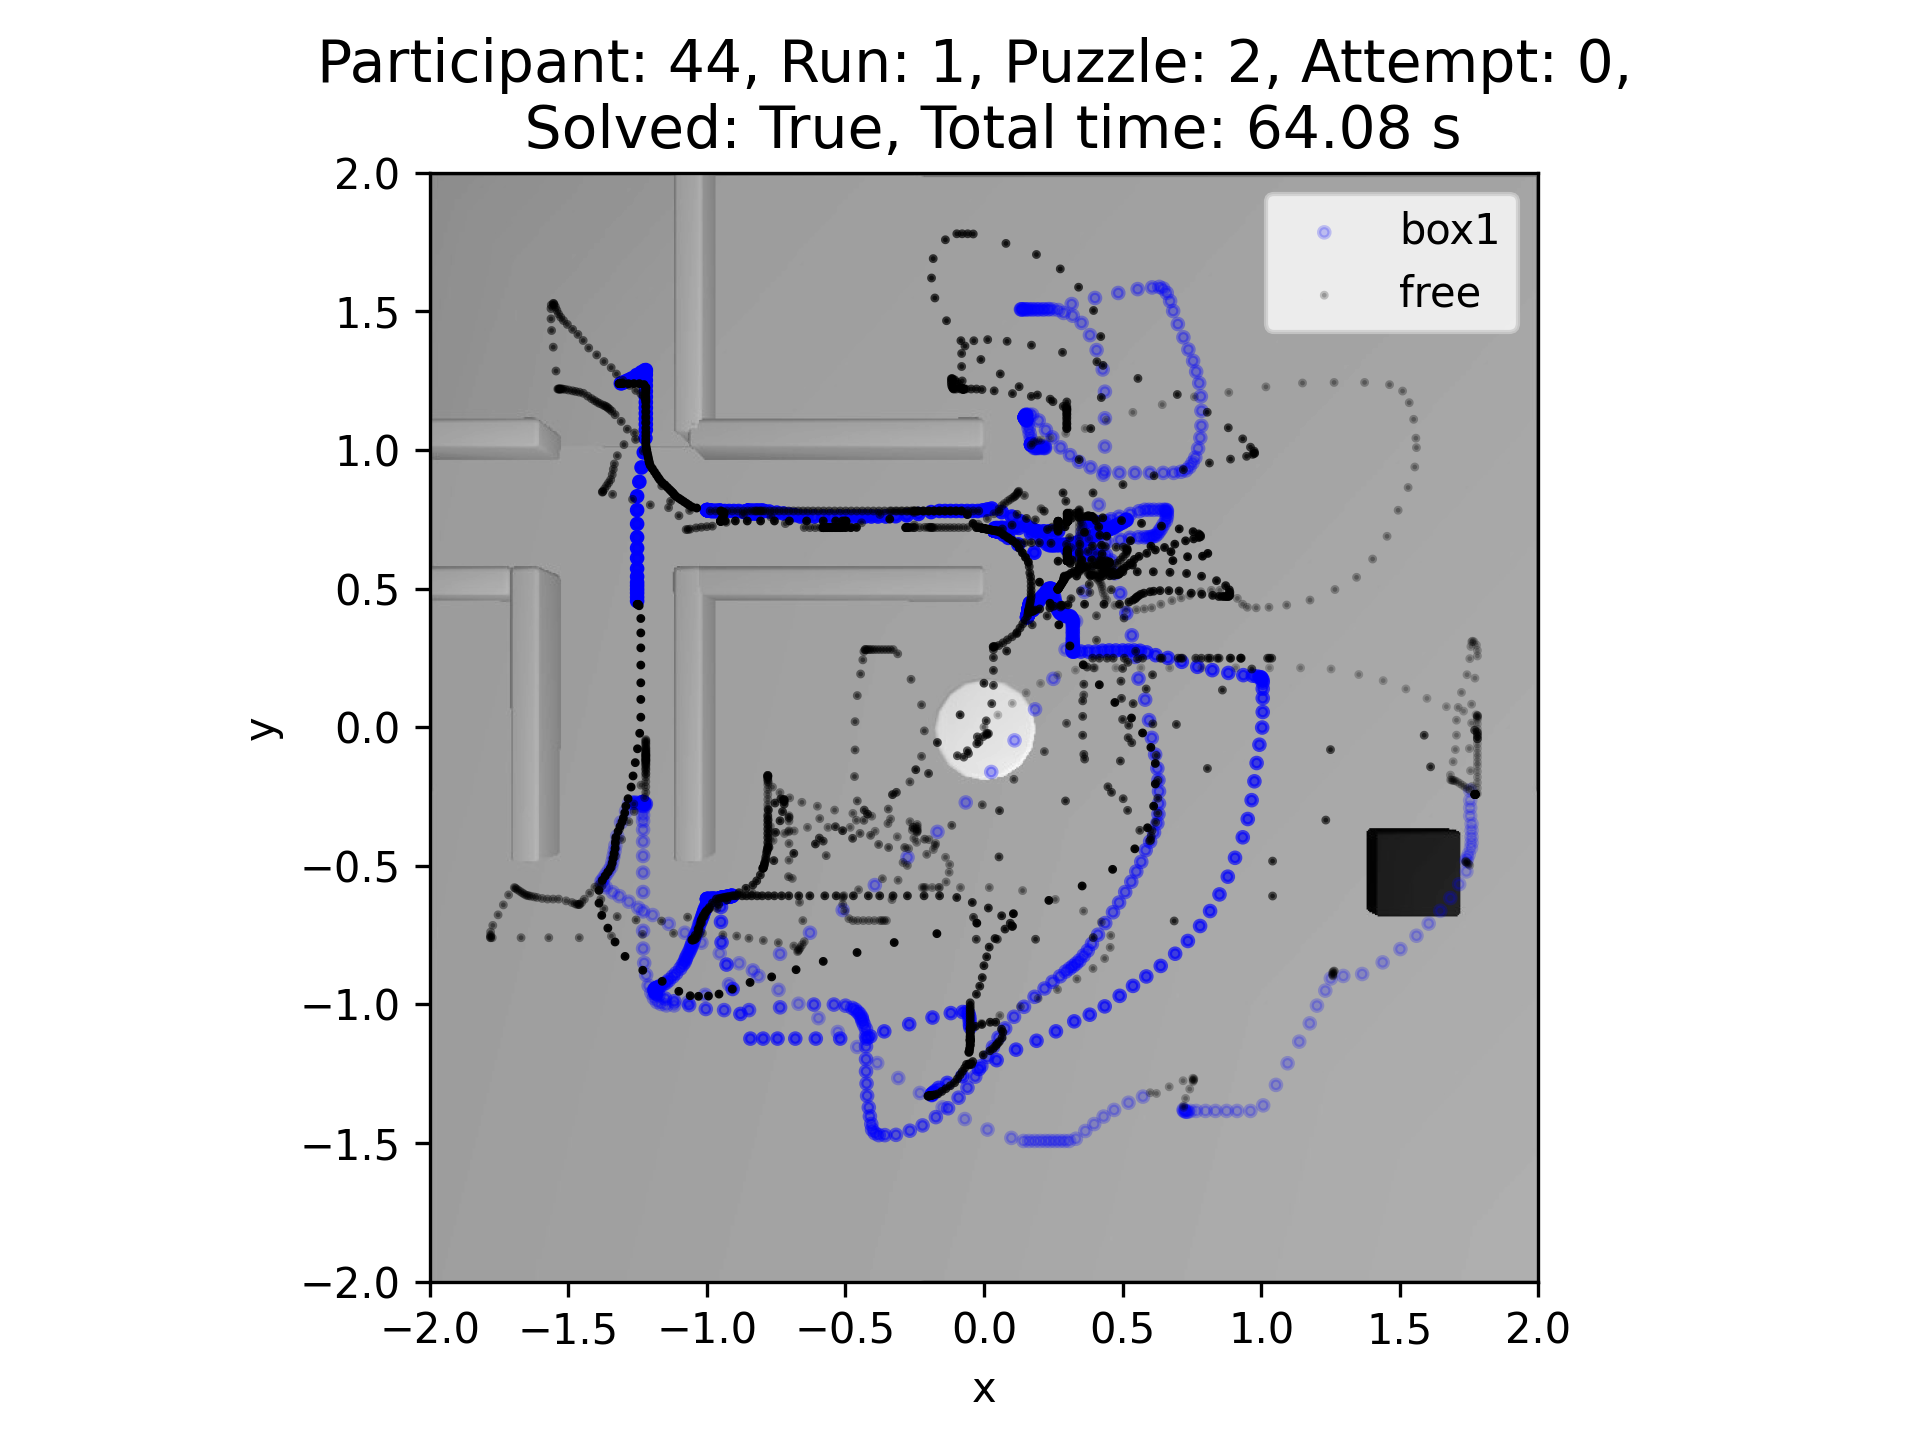 Participant: 44, Run: 1, Puzzle: 2, Attempt: 0,
Solved: True, Total time: 64.08 s
box1
free
2.0
1.5
1.0
0.5
0.0
−0.5
−1.0
−1.5
−2.0
y
−2.0 −1.5 −1.0 −0.5 0.0 0.5 1.0 1.5 2.0
x